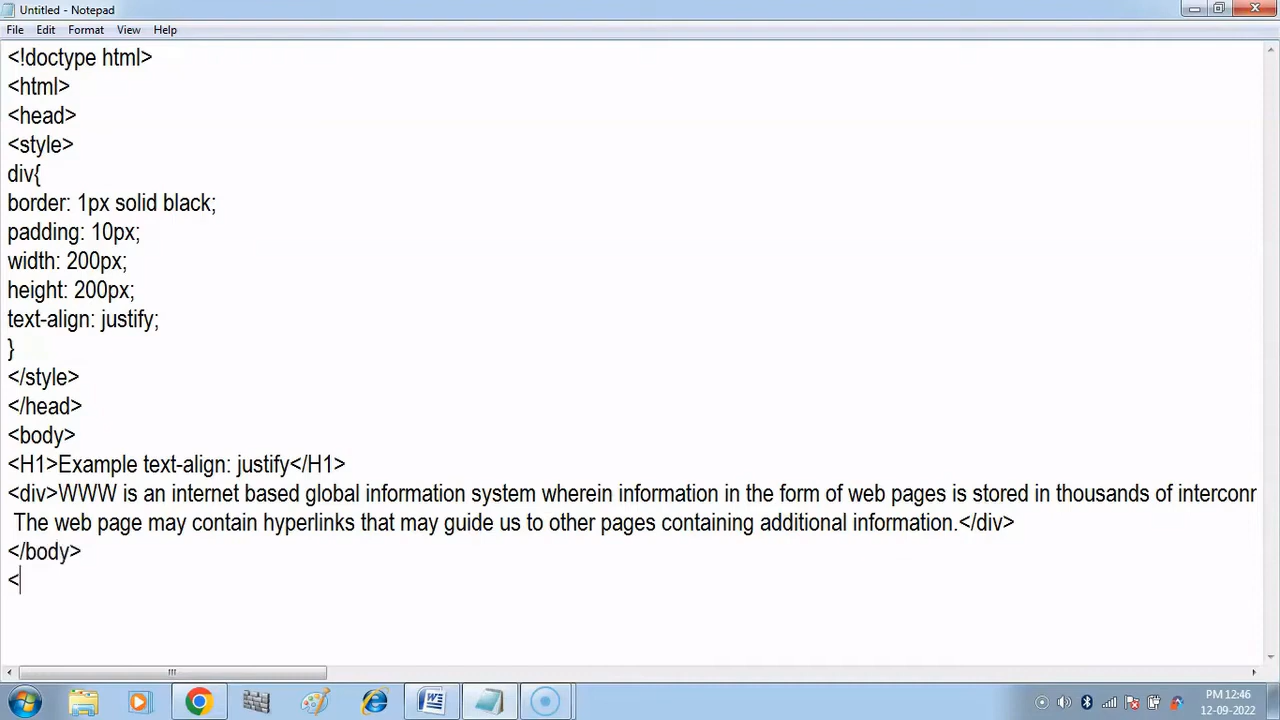 Untitled - Notepad
File Edit Format View Help
<!doctype html>
<html>
<head>
<style>
div{
border: 1px solid black;
padding: 10px;
width: 200px;
height: 200px;
text-align: justify;
}
</style>
</head>
<body>
<H1>Example text-align: justify</H1>
<div>WWW is an internet based global information system wherein information in the form of web pages is stored in thousands of interconr
The web page may contain hyperlinks that may guide us to other pages containing additional information.</div>
</body>
<
PM 12:46
12-09-2022